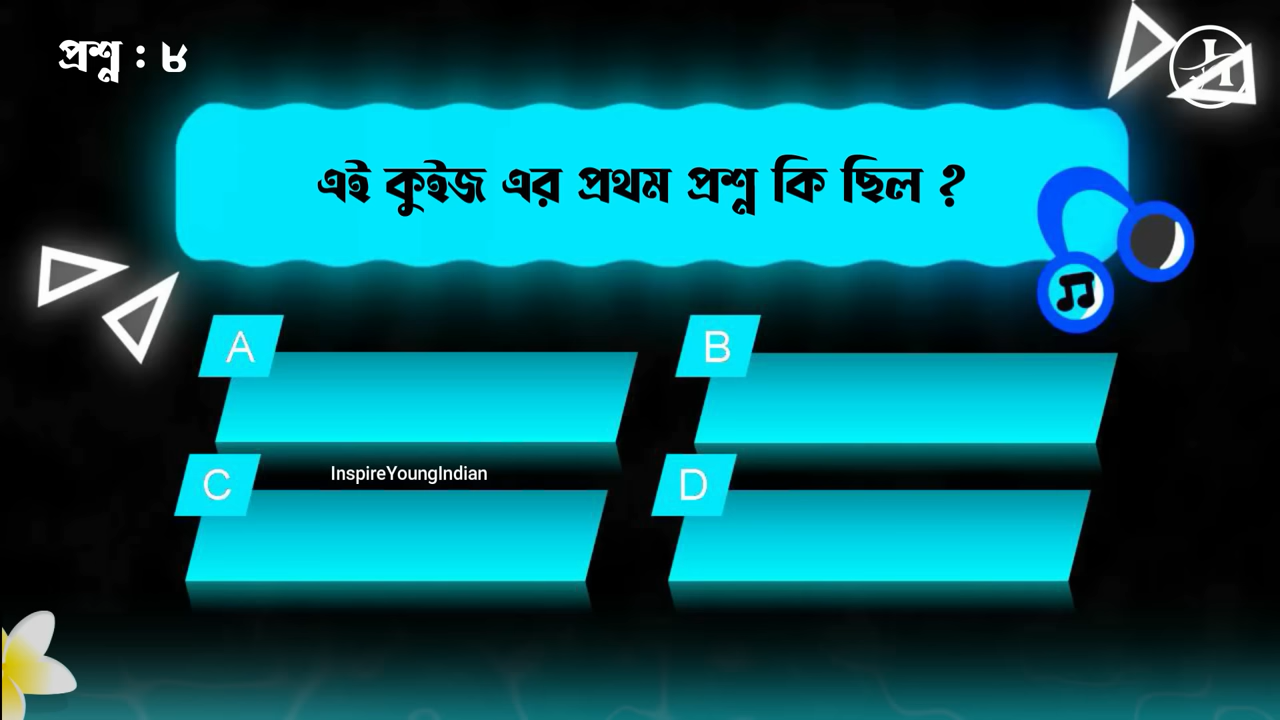 প্রশ্ন : ৮
এই কুইজ এর প্রথম প্রশ্ন কি ছিল ?
A
B
C
InspireYoungIndian
D